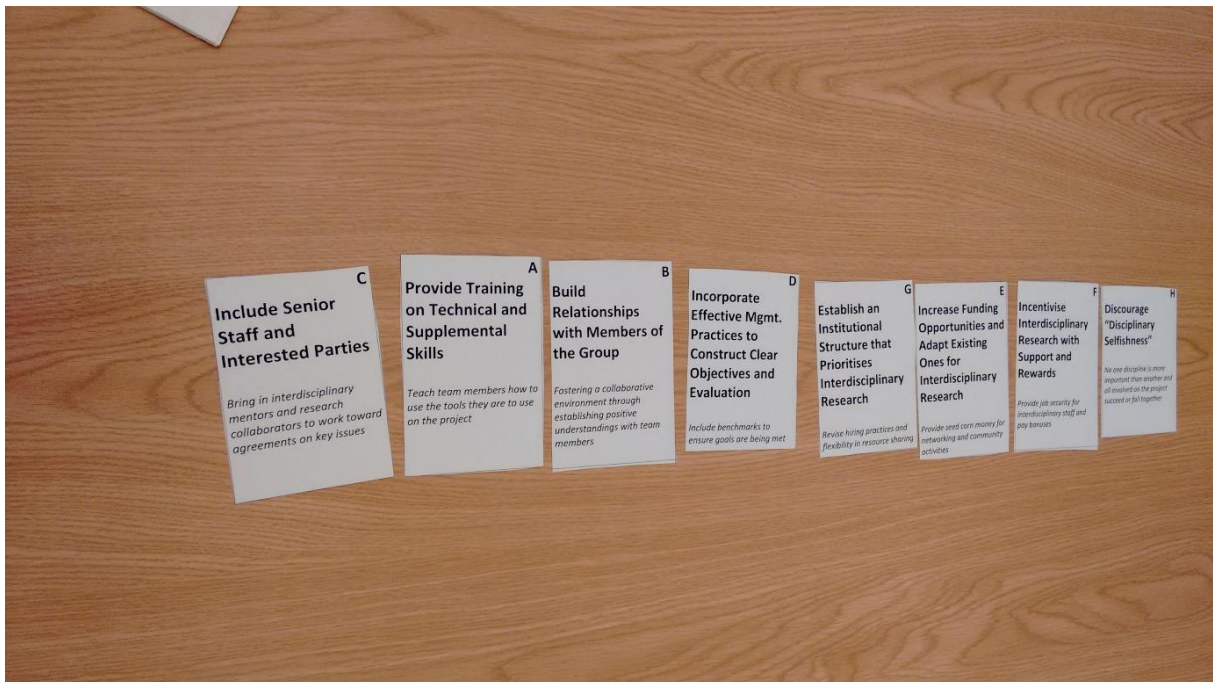 C
Include Senior
Staff and
Interested Parties
Bring in interdisciplinary
mentors and research
collaborators to work toward
agreements on key issues
A
Provide Training
on Technical and
Supplemental
Skills
Teach team members how to
use the tools they are to use
on the project
B
Build
Relationships
with Members of
the Group
Fostering a collaborative
environment through
establishing positive
understandings with team
members
D
Incorporate
Effective Mgmt.
Practices to
Construct Clear
Objectives and
Evaluation
Include benchmarks to
ensure goals are being met
G
Establish an
Institutional
Structure that
Prioritises
Interdisciplinary
Research
Revise hiring practices and
flexibility in resource sharing
E
Increase Funding
Opportunities and
Adapt Existing
Ones for
Interdisciplinary
Research
Provide seed corn money for
networking and community
activities
F
Incentivise
Interdisciplinary
Research with
Support and
Rewards
Provide job security for
interdisciplinary staff and
pay bonuses
H
Discourage
"Disciplinary
Selfishness"
No one discipline is more
important than another and
all involved on the project
succeed or fail together